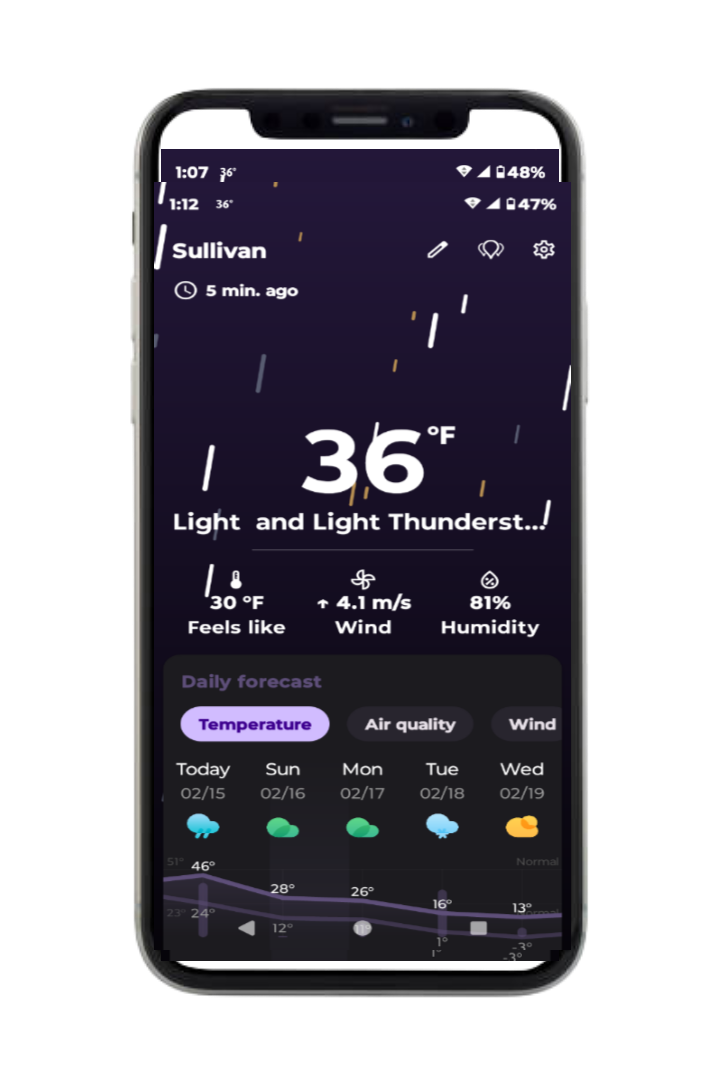 1:07 36° 48%
1:12 36° 47%
Sullivan
5 min. ago
36°F
Light and Light Thunderst...
30 °F ↑ 4.1 m/s 81%
Feels like Wind Humidity
Daily forecast
Temperature Air quality Wind
Today Sun Mon Tue Wed
02/15 02/16 02/17 02/18 02/19
51° Normal
46° 28° 26° 16° 13°
23° 24° 12° 11° 1° -3°
-3°